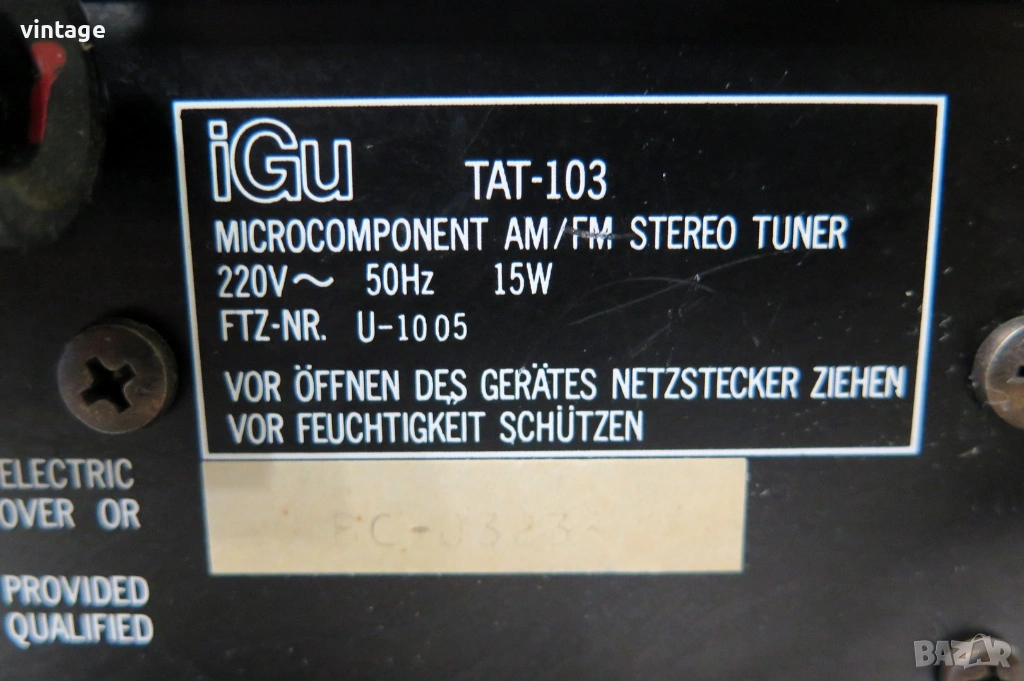 vintage
iGu TAT-103
MICROCOMPONENT AM/FM STEREO TUNER
220V~ 50Hz 15W
FTZ-NR. U-1005
VOR ÖFFNEN DES GERÄTES NETZSTECKER ZIEHEN
VOR FEUCHTIGKEIT SCHÜTZEN
ELECTRIC
OVER OR
PROVIDED
QUALIFIED
BAZAR